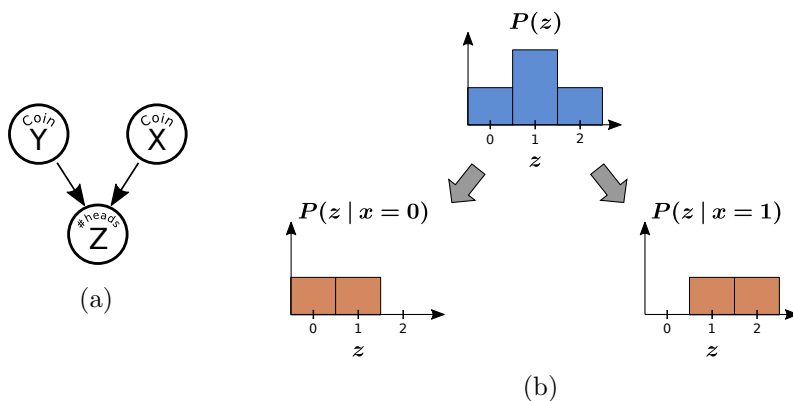 Coin
Y
Coin
X
#heads
Z
(a)
P(z)
0 1 2
z
P(z | x = 0)
0 1 2
z
P(z | x = 1)
0 1 2
z
(b)